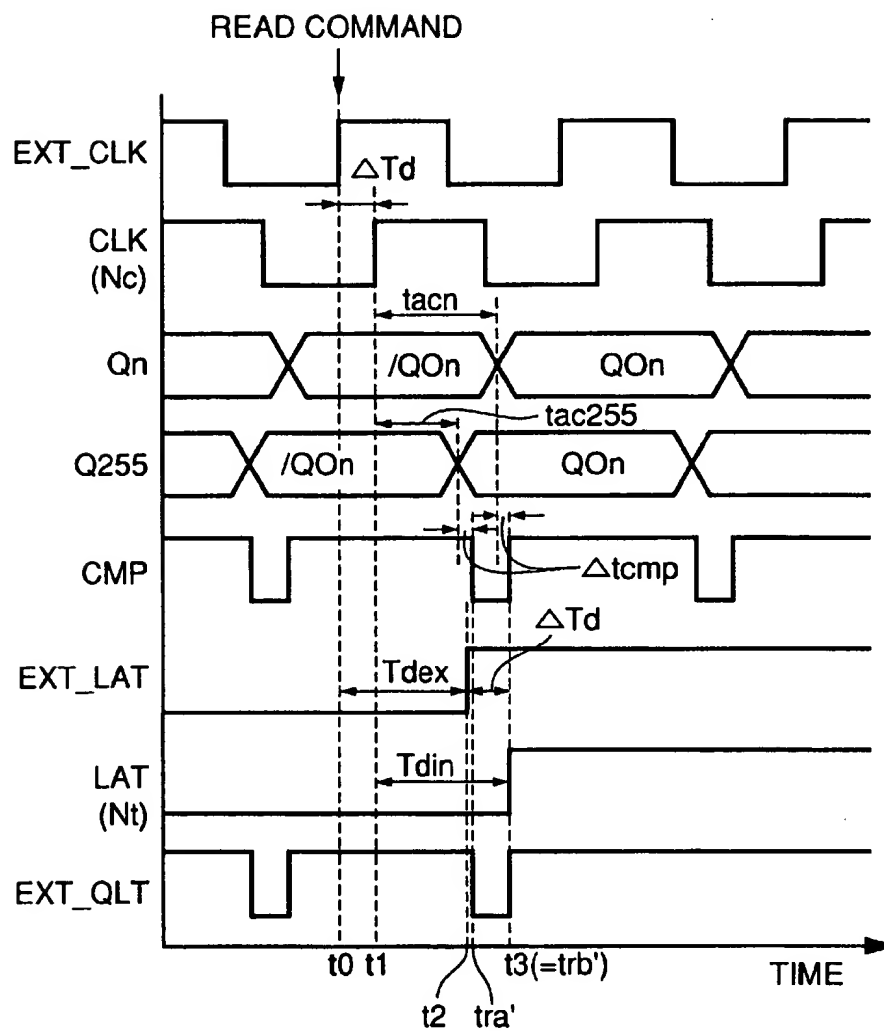 READ COMMAND
EXT_CLK
△Td
CLK
(Nc)
tacn
Qn
/QOn
QOn
tac255
Q255
/QOn
QOn
CMP
△tcmp
△Td
EXT_LAT
Tdex
LAT
(Nt)
Tdin
EXT_QLT
t0
t1
t3(=trb')
TIME
t2
tra'